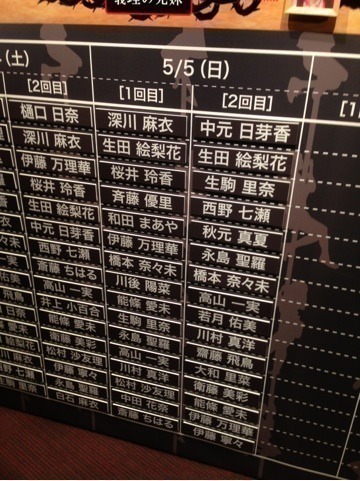 義理の兄妹
(土)
5/5 (日)
[2回目]
[1回目]
[2回目]
樋口 日奈
深川 麻衣
伊藤 万理華
桜井 玲香
生田 絵梨花
中元 日芽香
西野 七瀬
斎藤 ちはる
高山 一実
井上 小百合
能條 愛未
衛藤 美彩
松村 沙友理
伊藤 寧々
永島 聖羅
白石 麻衣
深川 麻衣
生田 絵梨花
桜井 玲香
斉藤 優里
和田 まあや
伊藤 万理華
橋本 奈々未
川後 陽菜
高山 一実
能條 愛未
生駒 里奈
永島 聖羅
川村 真洋
松村 沙友理
中田 花奈
斎藤 ちはる
中元 日芽香
生田 絵梨花
生駒 里奈
西野 七瀬
秋元 真夏
永島 聖羅
橋本 奈々未
高山 一実
若月 佑美
川村 真洋
齋藤 飛鳥
大和 里菜
衛藤 美彩
能條 愛未
伊藤 万理華
伊藤 寧々